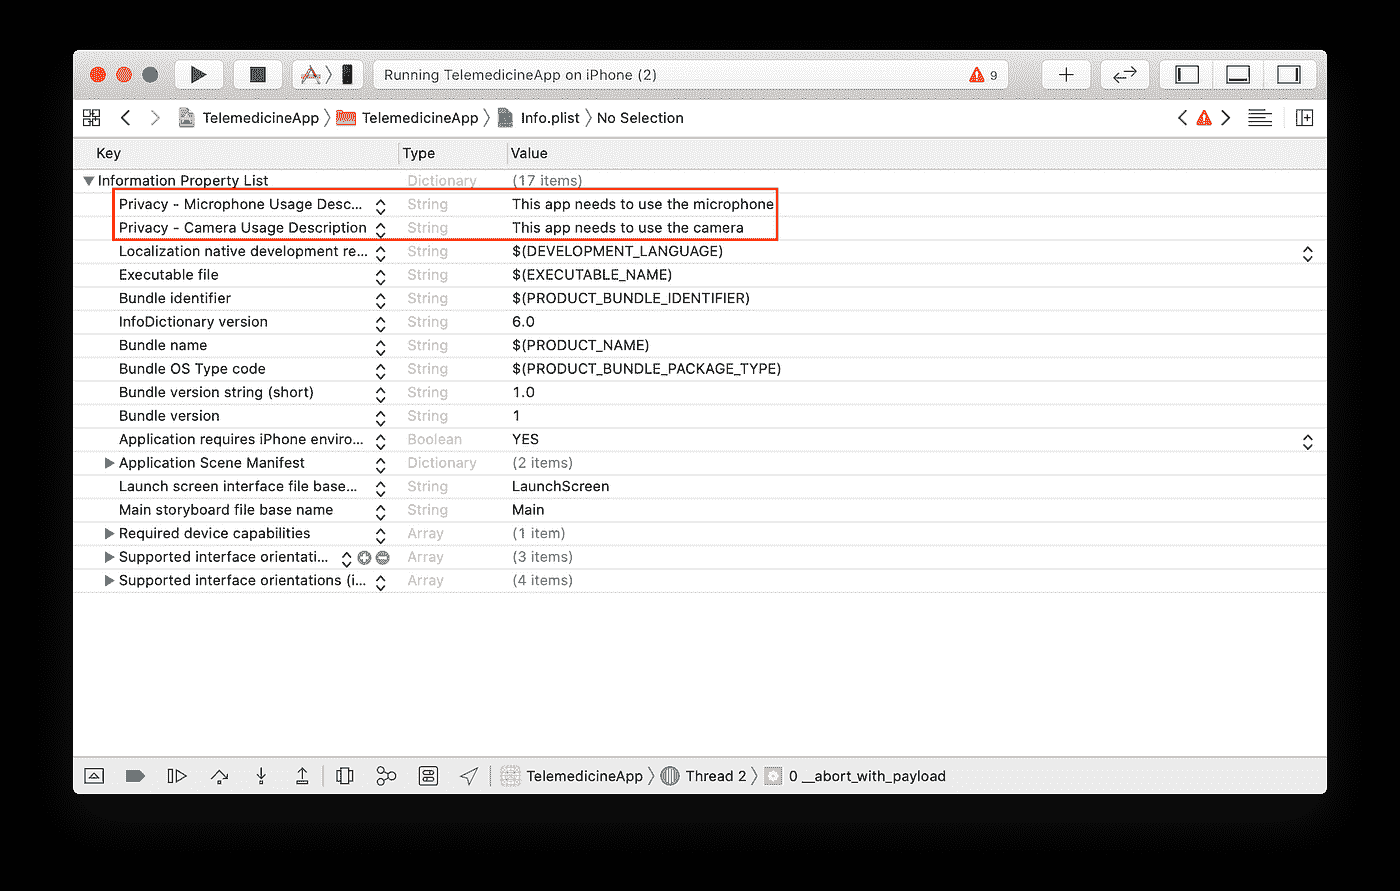 Running TelemedicineApp on iPhone (2) 9
TelemedicineApp TelemedicineApp Info.plist No Selection
Key Type Value
Information Property List Dictionary (17 items)
Privacy - Microphone Usage Desc... String This app needs to use the microphone
Privacy - Camera Usage Description String This app needs to use the camera
Localization native development re... String $(DEVELOPMENT_LANGUAGE)
Executable file String $(EXECUTABLE_NAME)
Bundle identifier String $(PRODUCT_BUNDLE_IDENTIFIER)
InfoDictionary version String 6.0
Bundle name String $(PRODUCT_NAME)
Bundle OS Type code String $(PRODUCT_BUNDLE_PACKAGE_TYPE)
Bundle version string (short) String 1.0
Bundle version String 1
Application requires iPhone enviro... Boolean YES
Application Scene Manifest Dictionary (2 items)
Launch screen interface file base... String LaunchScreen
Main storyboard file base name String Main
Required device capabilities Array (1 item)
Supported interface orientati... Array (3 items)
Supported interface orientations (i... Array (4 items)
TelemedicineApp Thread 2 0 __abort_with_payload